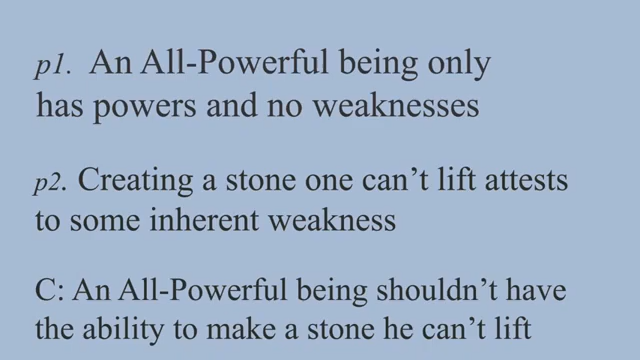 p1. An All-Powerful being only
has powers and no weaknesses
p2. Creating a stone one can't lift attests
to some inherent weakness
C: An All-Powerful being shouldn't have
the ability to make a stone he can't lift